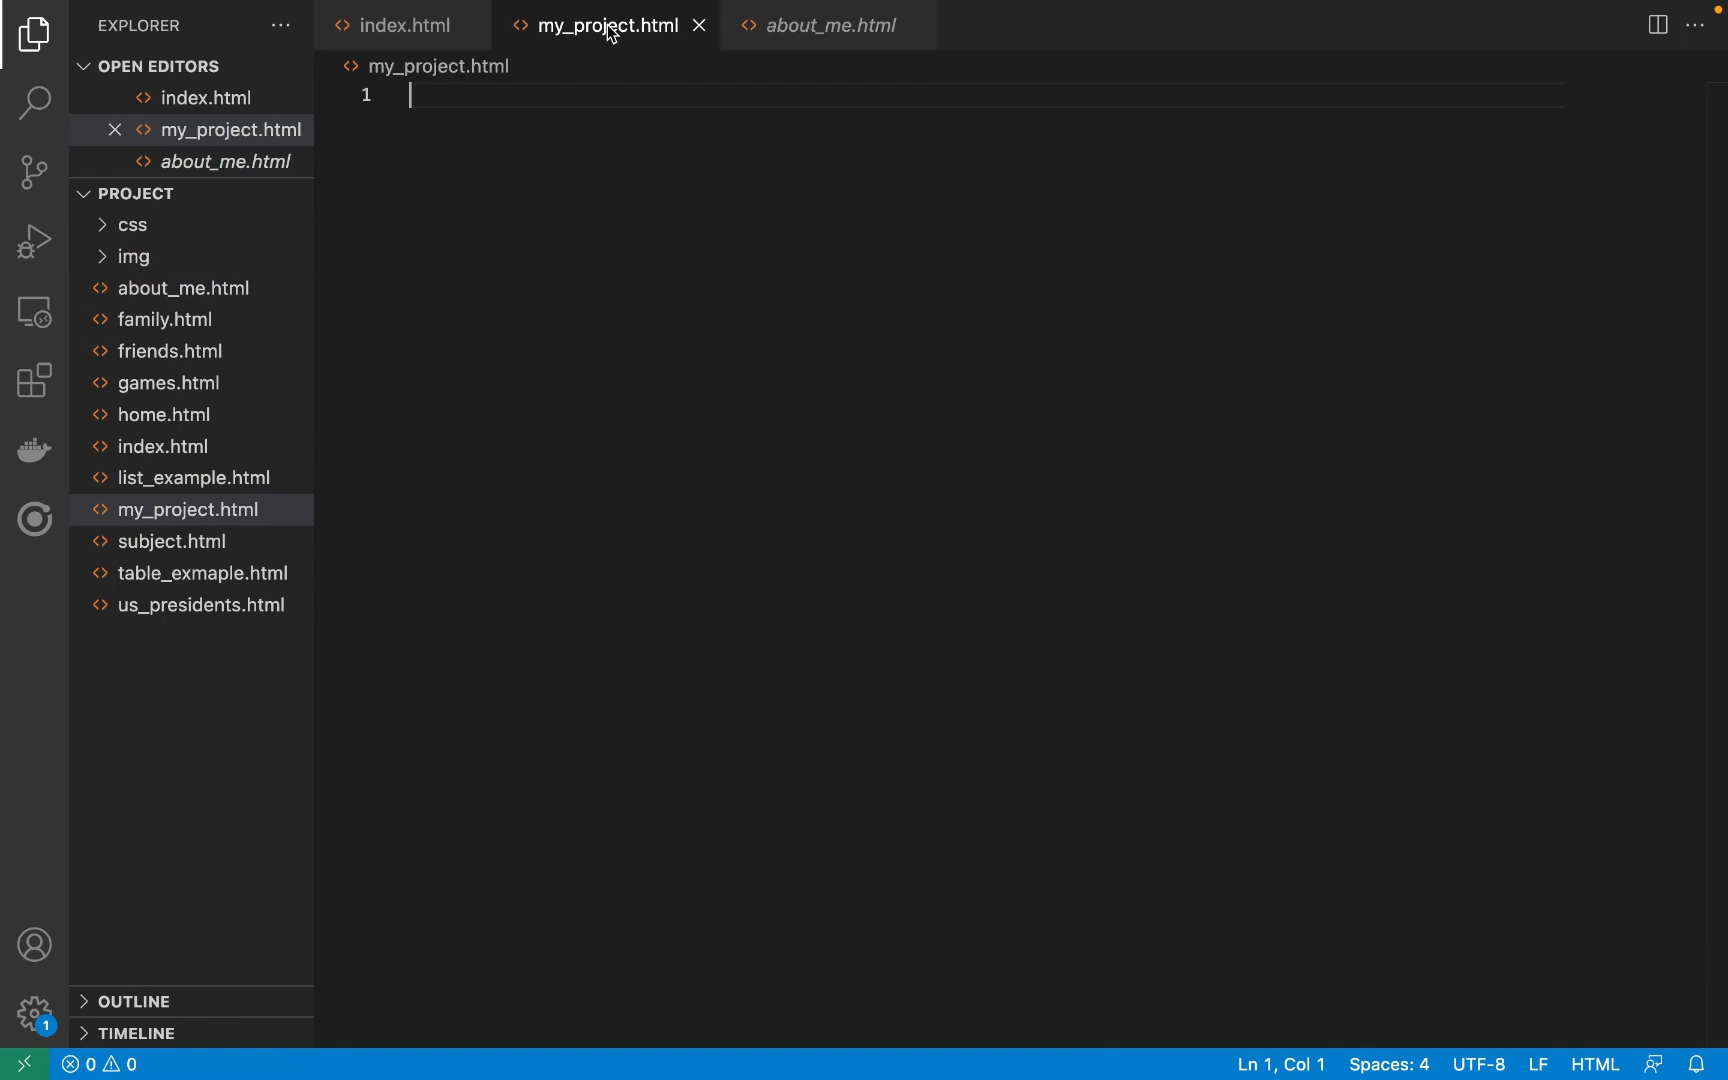 EXPLORER
index.html
my_project.html
about_me.html
OPEN EDITORS
index.html
my_project.html
about_me.html
PROJECT
css
img
about_me.html
family.html
friends.html
games.html
home.html
index.html
list_example.html
my_project.html
subject.html
table_exmaple.html
us_presidents.html
OUTLINE
TIMELINE
my_project.html
1
1
0 0
Ln 1, Col 1 Spaces: 4 UTF-8 LF HTML